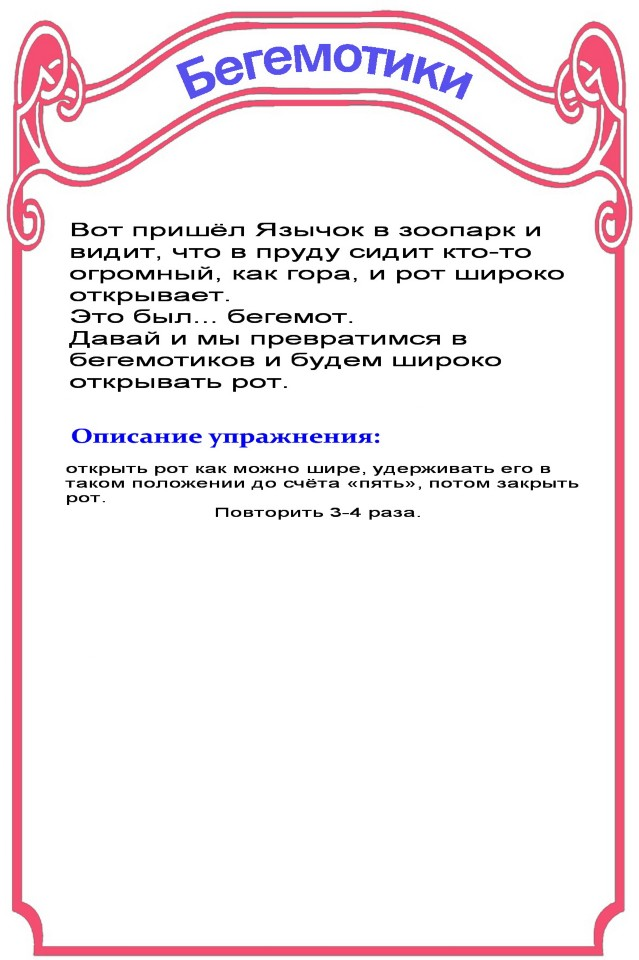 Бегемотики
Вот пришёл Язычок в зоопарк и
видит, что в пруду сидит кто-то
огромный, как гора, и рот широко
открывает.
Это был... бегемот.
Давай и мы превратимся в
бегемотиков и будем широко
открывать рот.
Описание упражнения:
открыть рот как можно шире, удерживать его в
таком положении до счёта «пять», потом закрыть
рот.
Повторить 3-4 раза.